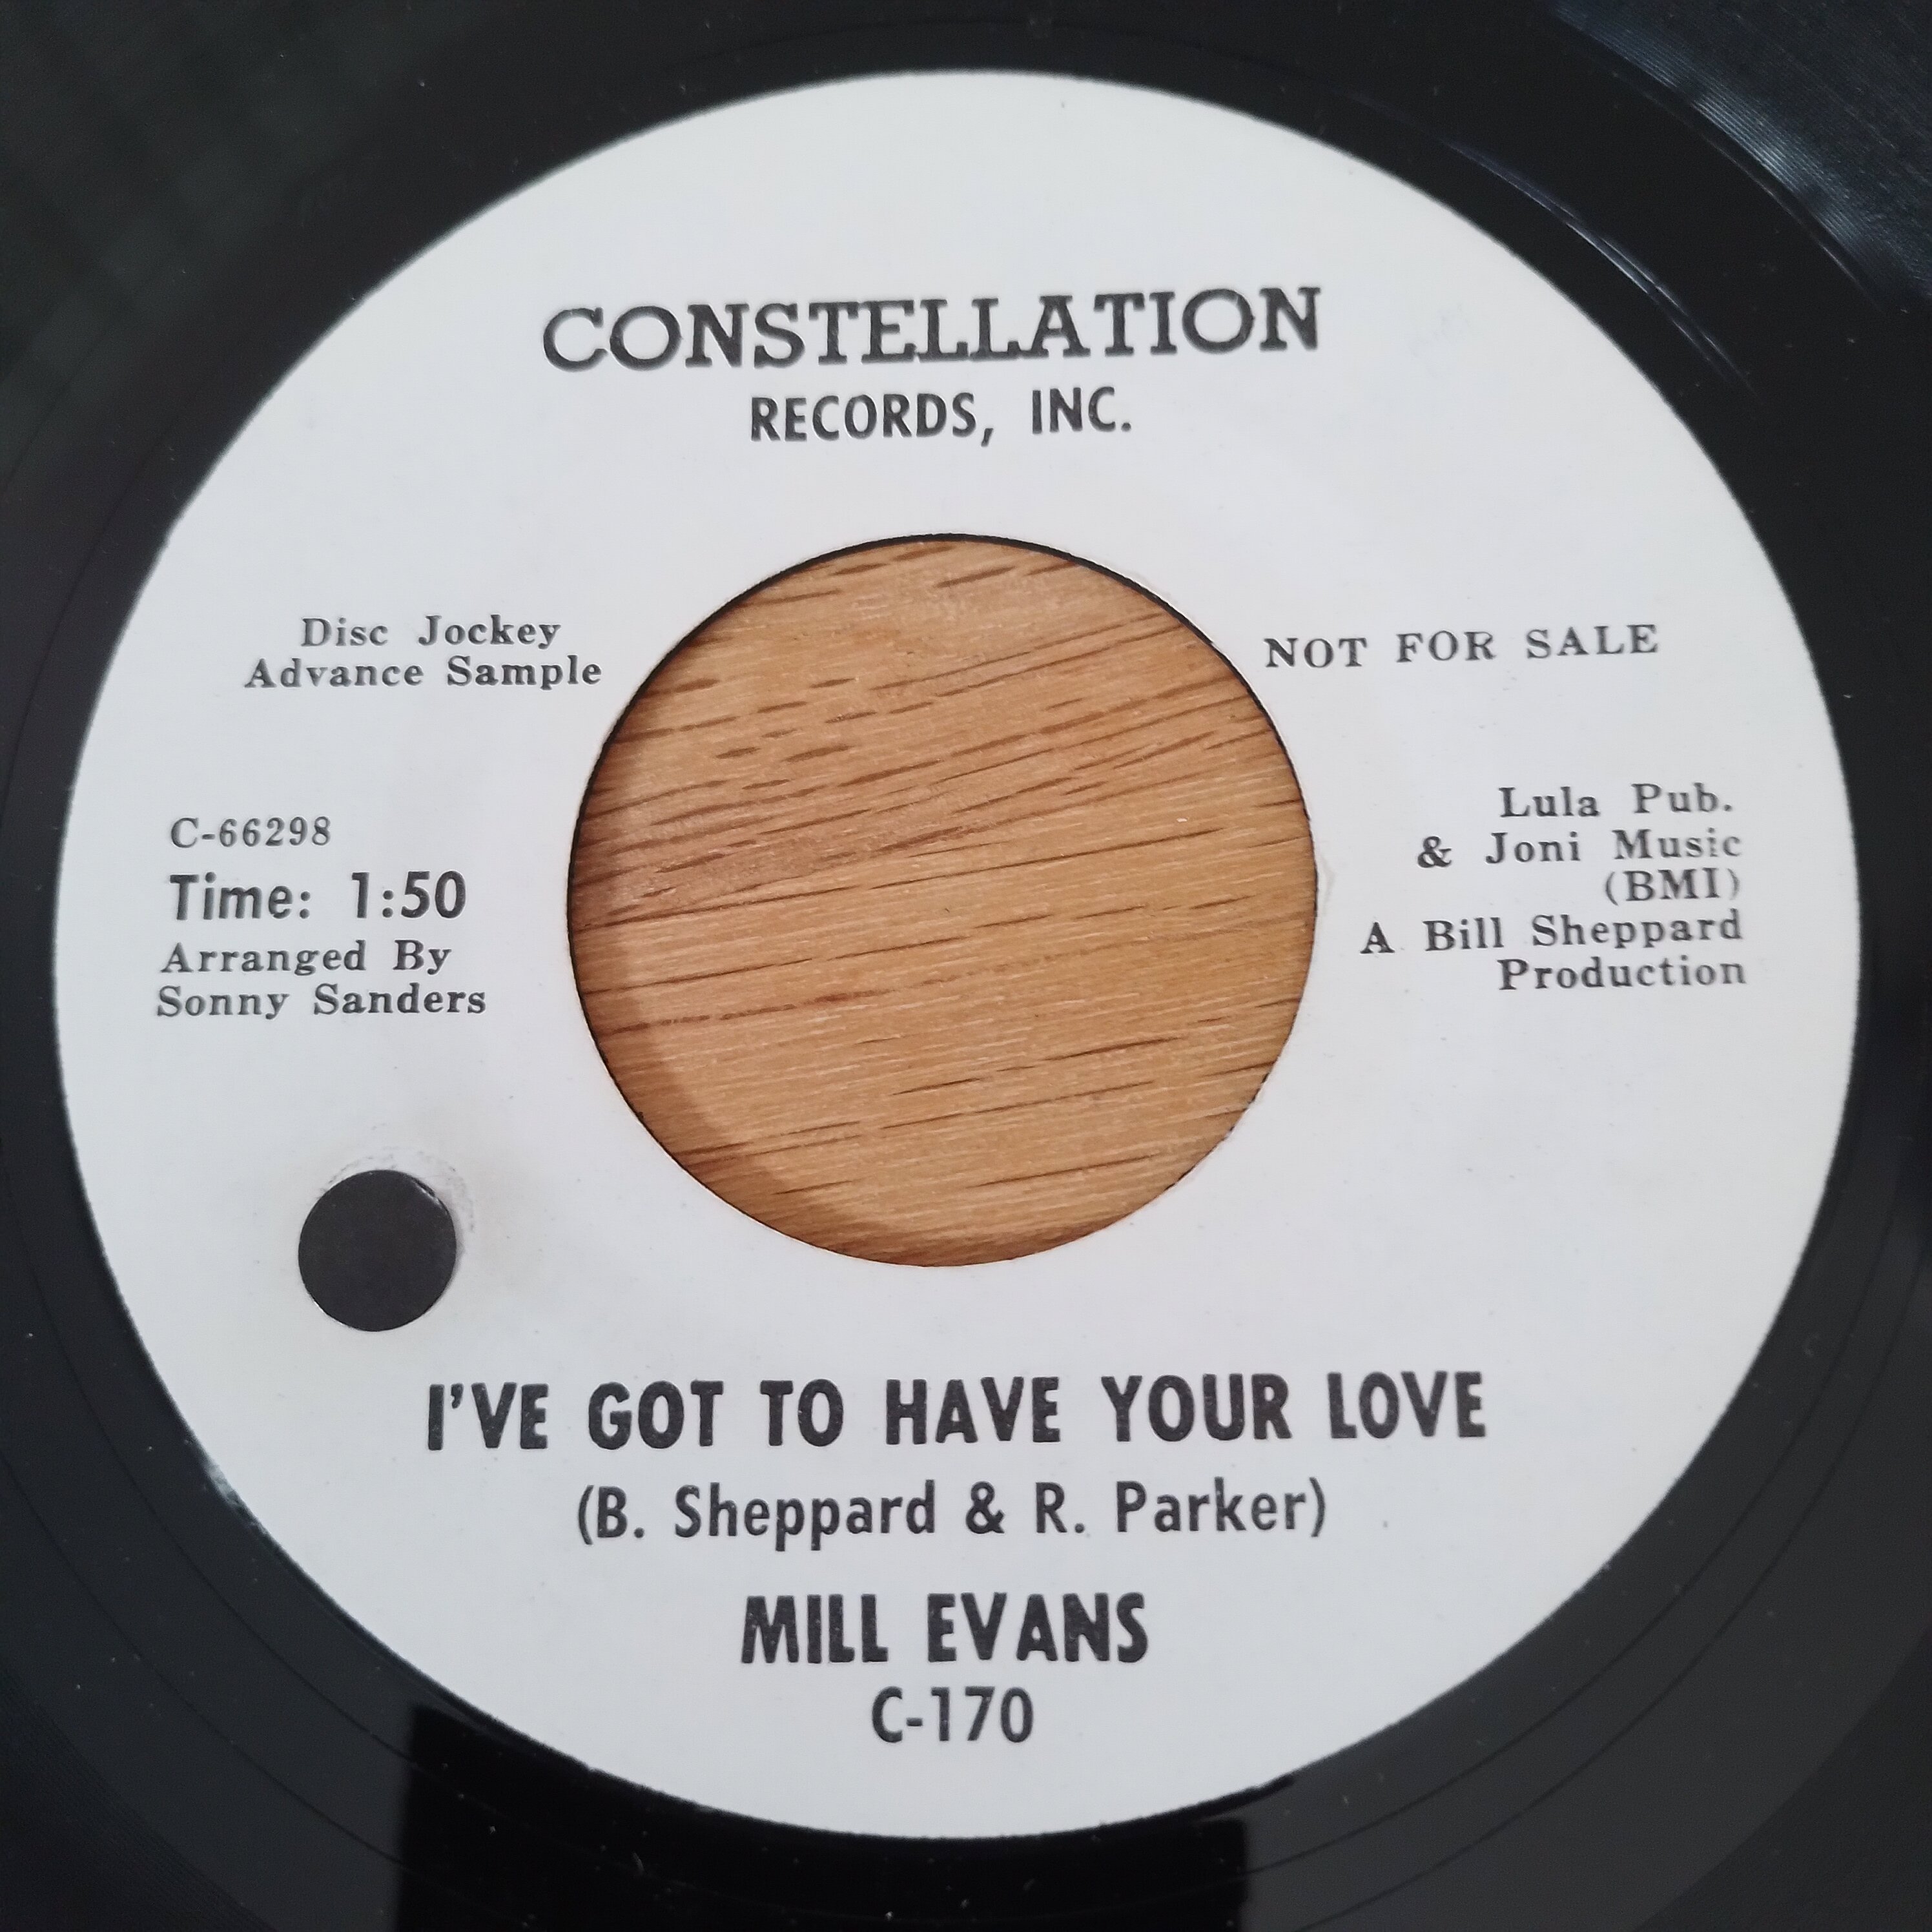 CONSTELLATION
RECORDS, INC.
Disc Jockey
Advance Sample
NOT FOR SALE
C-66298
Time: 1:50
Arranged By
Sonny Sanders
Lula Pub.
& Joni Music
(BMI)
A Bill Sheppard
Production
I'VE GOT TO HAVE YOUR LOVE
(B. Sheppard & R. Parker)
MILL EVANS
C-170